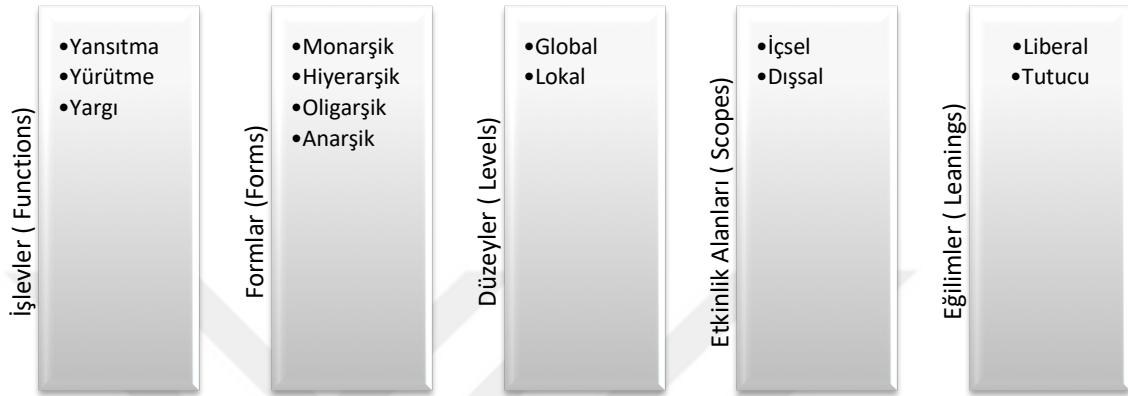 İşlevler ( Functions)
•Yansıtma
•Yürütme
•Yargı
Formlar (Forms)
•Monarşik
•Hiyerarşik
•Oligarşik
•Anarşik
Düzeyler ( Levels)
•Global
•Lokal
Etkinlik Alanları ( Scopes)
•İçsel
•Dışsal
Eğilimler ( Leanings)
•Liberal
•Tutucu